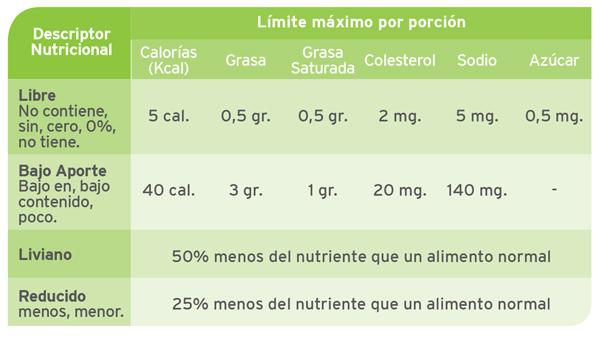 Descriptor
Nutricional
Límite máximo por porción
Calorías
(Kcal)
Grasa
Grasa
Saturada
Colesterol
Sodio
Azúcar
Libre
No contiene,
sin, cero, 0%,
no tiene.
5 cal.
0,5 gr.
0,5 gr.
2 mg.
5 mg.
0,5 mg.
Bajo Aporte
Bajo en, bajo
contenido,
poco.
40 cal.
3 gr.
1 gr.
20 mg.
140 mg.
-
Liviano
50% menos del nutriente que un alimento normal
Reducido
menos, menor.
25% menos del nutriente que un alimento normal